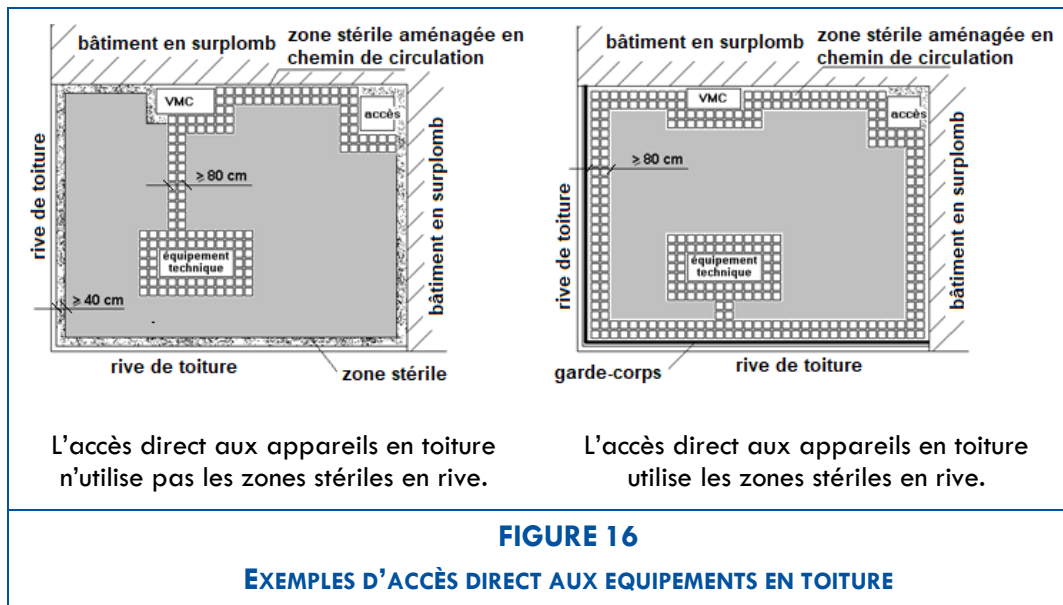 bâtiment en surplomb
zone stérile aménagée en
chemin de circulation
VMC
accès
rive de toiture
≥ 80 cm
bâtiment en surplomb
équipement
technique
≥ 40 cm
rive de toiture
zone stérile
L'accès direct aux appareils en toiture
n'utilise pas les zones stériles en rive.
bâtiment en surplomb
zone stérile aménagée en
chemin de circulation
VMC
accès
≥ 80 cm
rive de toiture
bâtiment en surplomb
équipement
technique
garde-corps
rive de toiture
L'accès direct aux appareils en toiture
utilise les zones stériles en rive.
FIGURE 16
EXEMPLES D'ACCÈS DIRECT AUX EQUIPEMENTS EN TOITURE